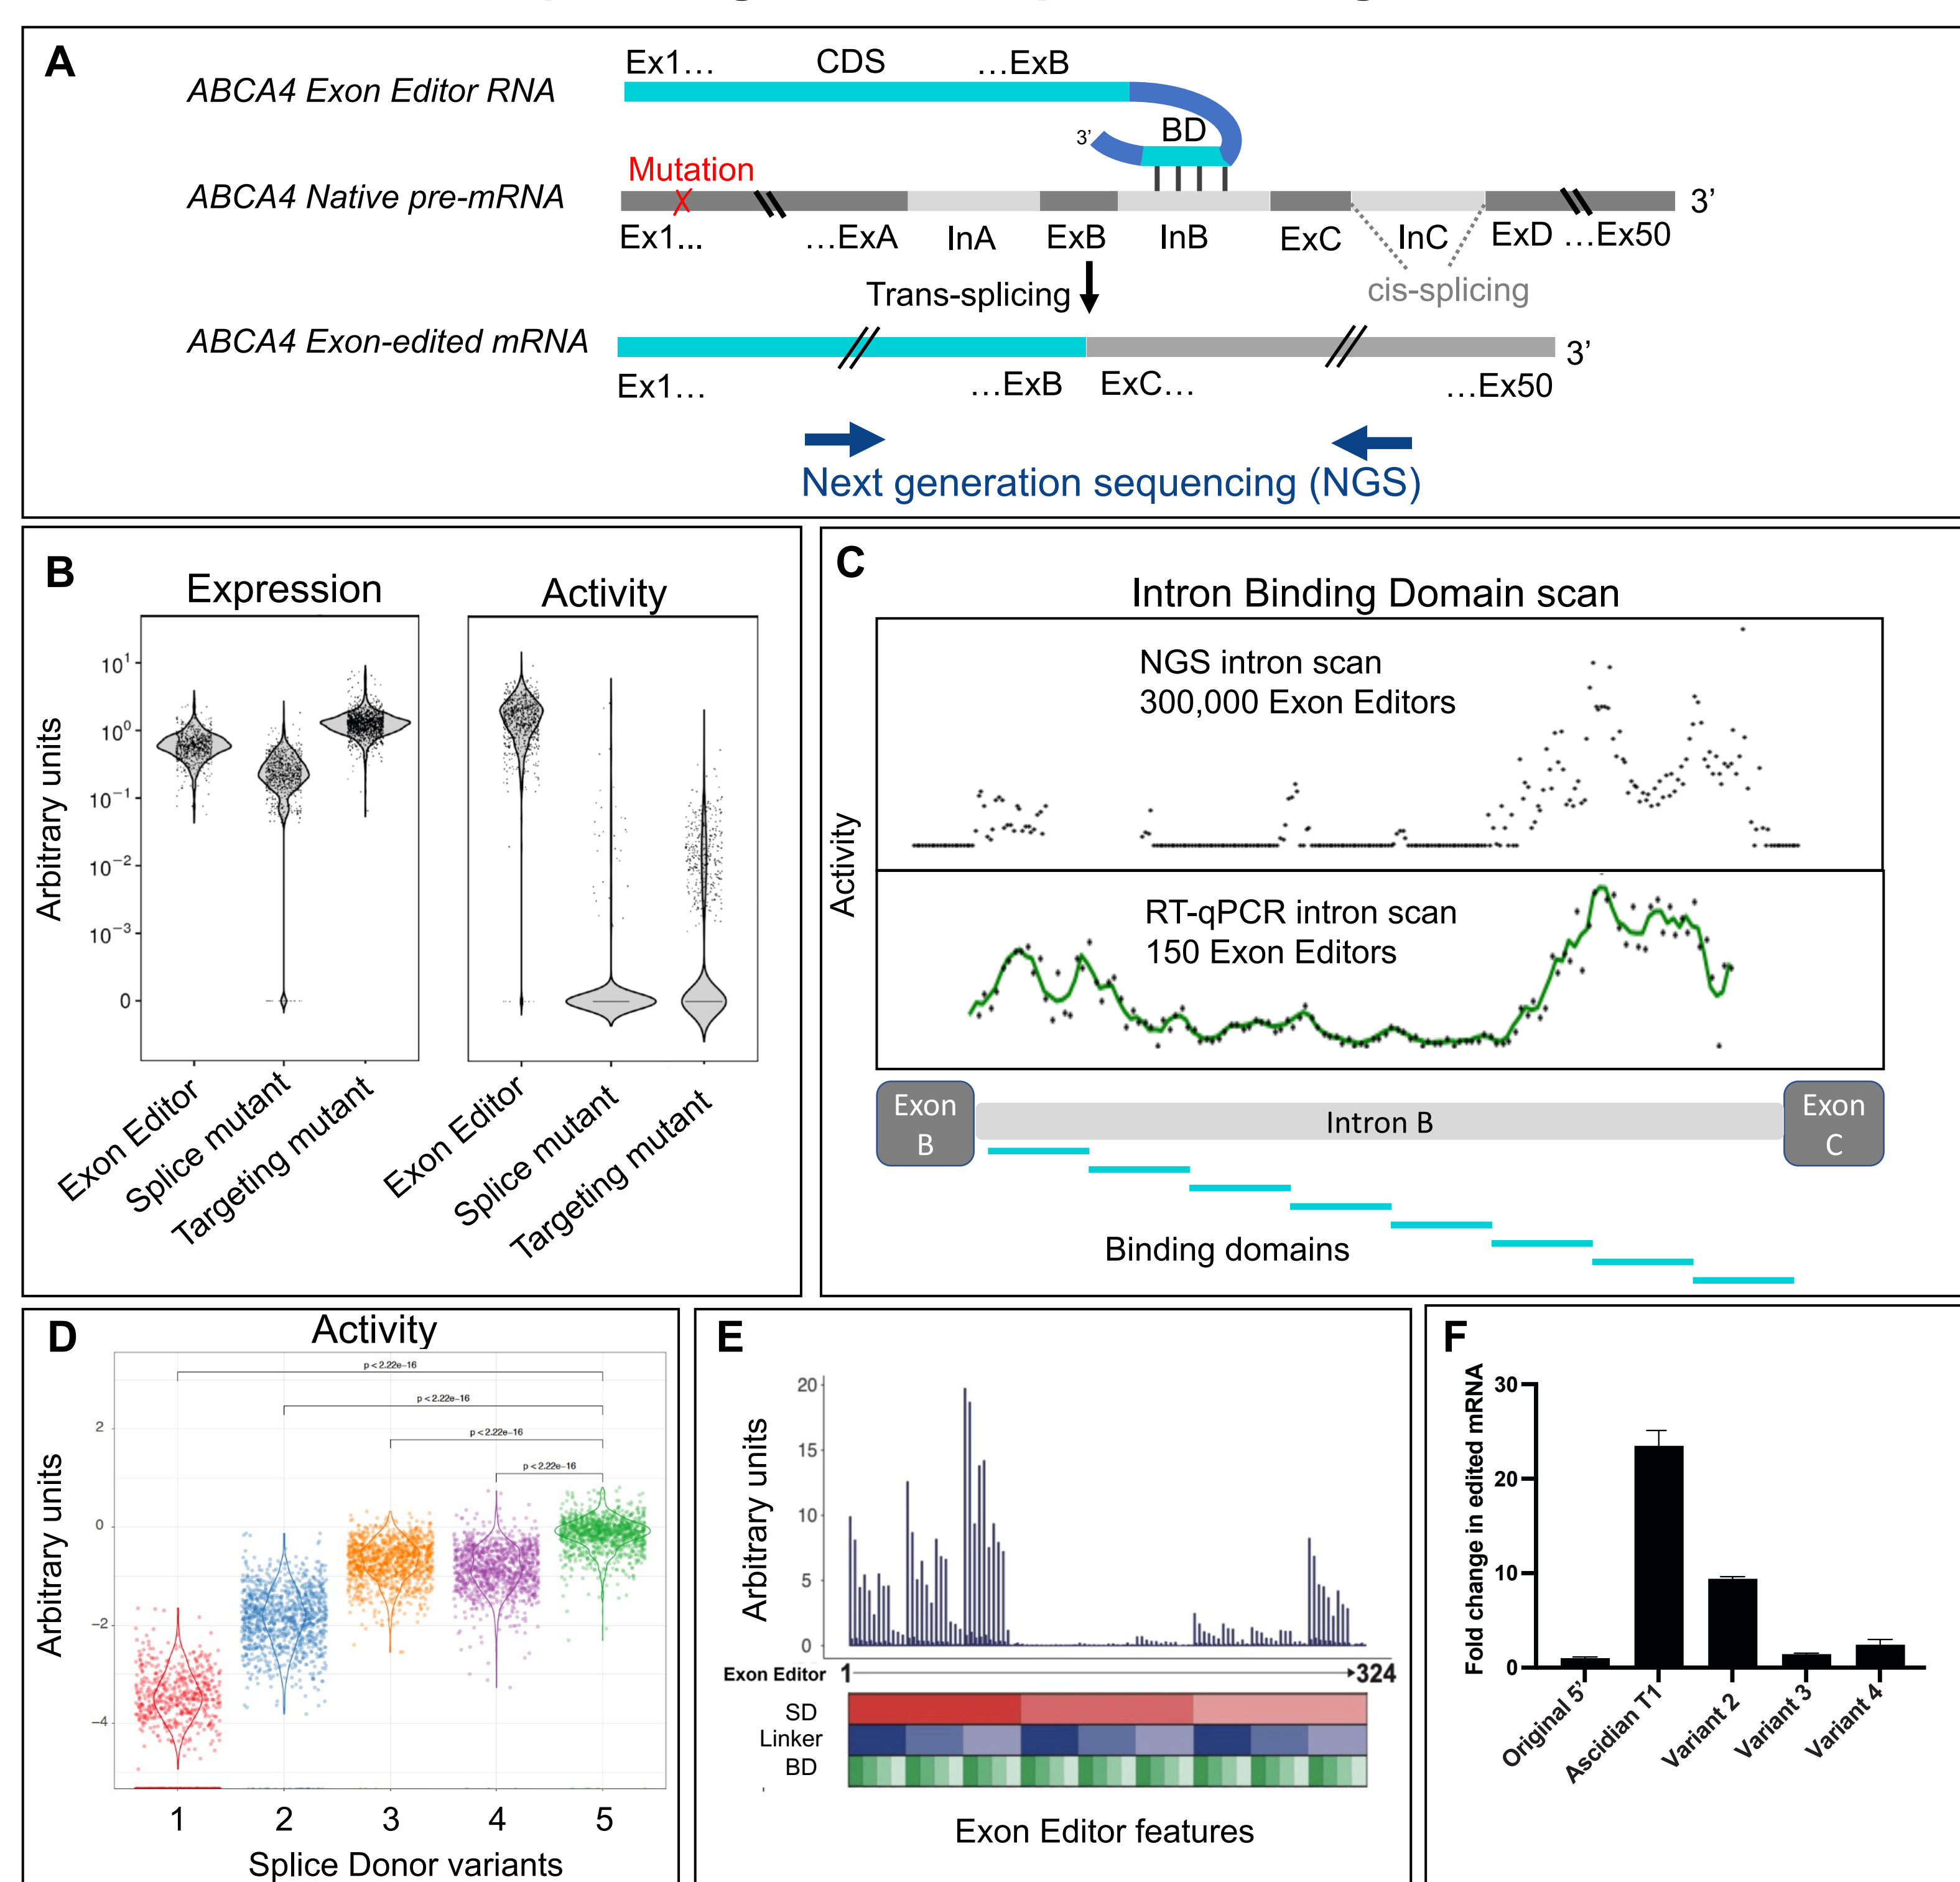 A
Ex1… CDS …ExB
ABCA4 Exon Editor RNA
3’ BD
Mutation
ABCA4 Native pre-mRNA 3’
Ex1... …ExA InA ExB InB ExC InC ExD …Ex50
Trans-splicing cis-splicing
ABCA4 Exon-edited mRNA 3’
Ex1… …ExB ExC… …Ex50
Next generation sequencing (NGS)
B
Expression Activity
Arbitrary units
10¹
10⁰
10⁻¹
10⁻²
10⁻³
0
Exon Editor
Splice mutant
Targeting mutant
Exon Editor
Splice mutant
Targeting mutant
C
Intron Binding Domain scan
Activity
NGS intron scan
300,000 Exon Editors
RT-qPCR intron scan
150 Exon Editors
Exon
B
Intron B
Exon
C
Binding domains
D
Activity
p < 2.22e−16
p < 2.22e−16
p < 2.22e−16
p < 2.22e−16
Arbitrary units
2
0
−2
−4
1 2 3 4 5
Splice Donor variants
E
Arbitrary units
20
15
10
5
0
Exon Editor 1 324
SD
Linker
BD
Exon Editor features
F
Fold change in edited mRNA
30
20
10
0
Original 5’
Ascidian T1
Variant 2
Variant 3
Variant 4